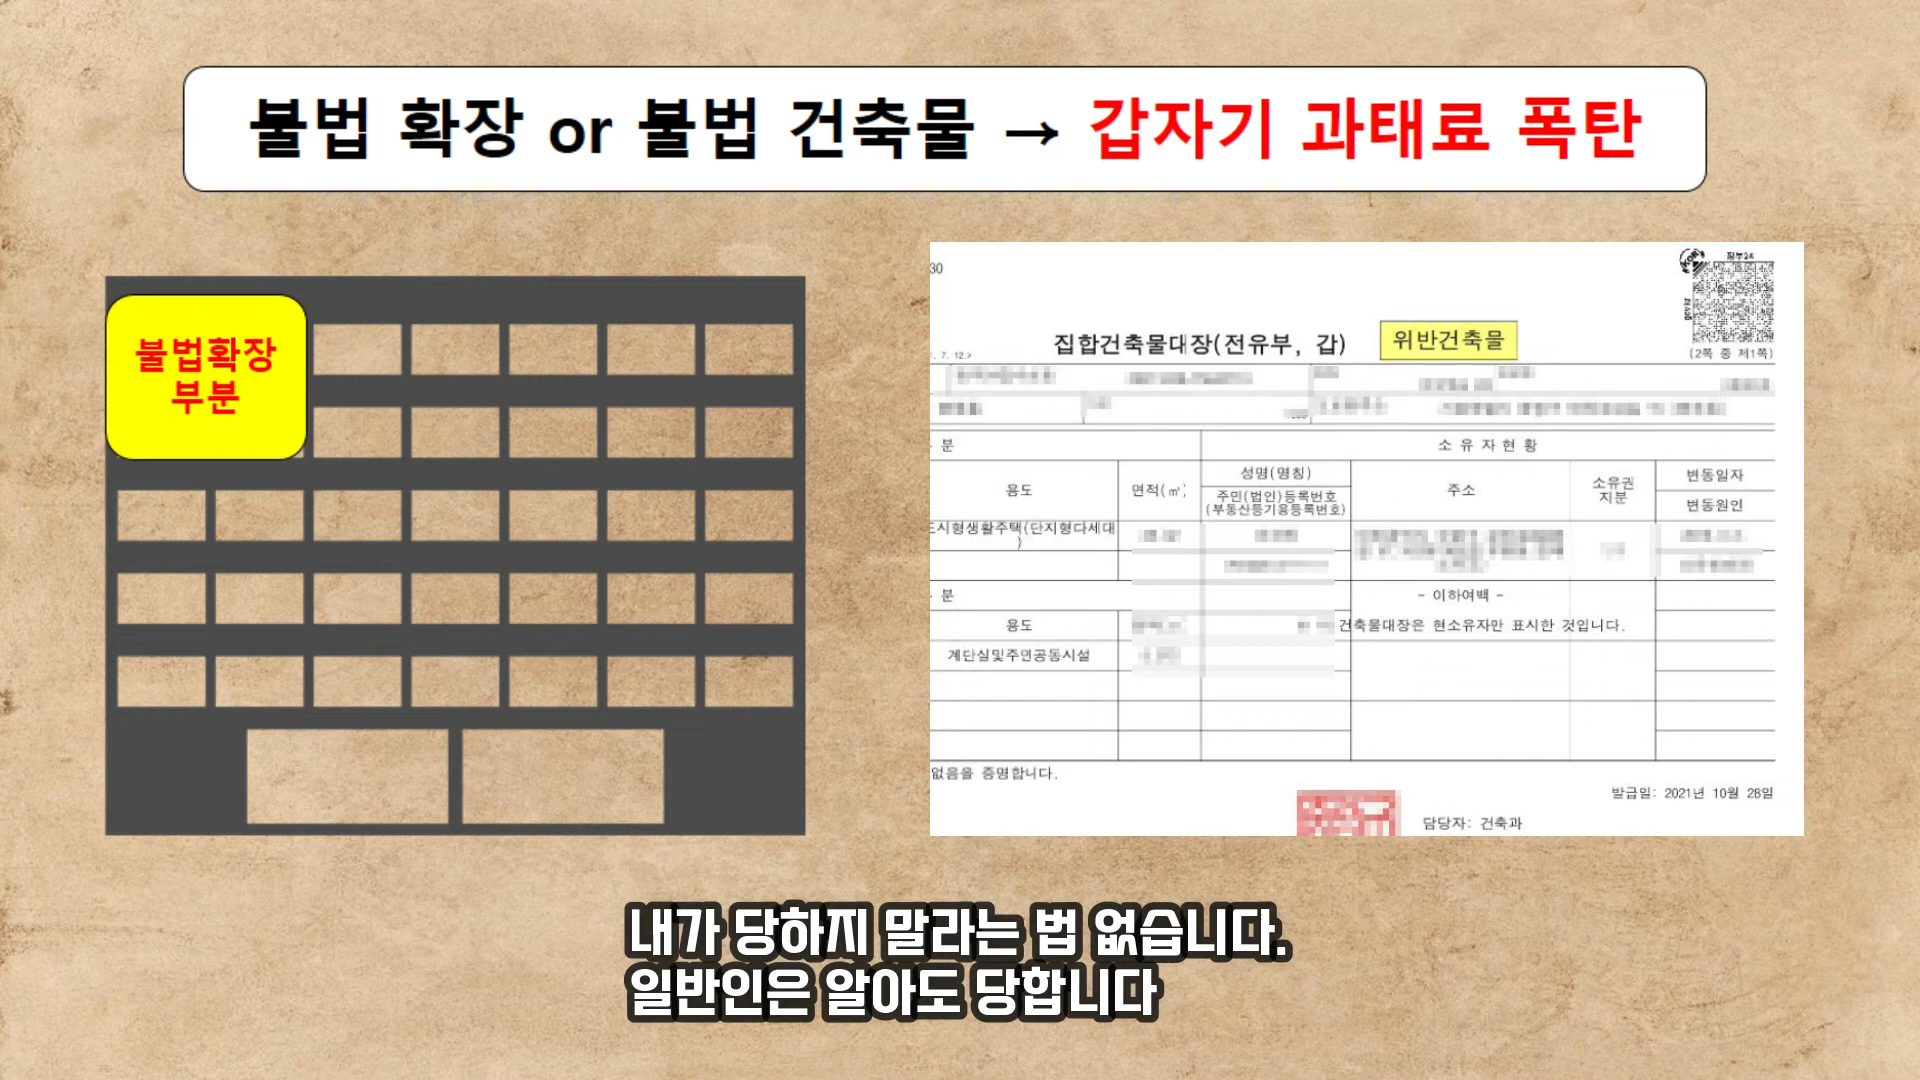 불법 확장 or 불법 건축물 → 갑자기 과태료 폭탄
불법확장
부분
30
정부24
집합건축물대장(전유부, 갑)
위반건축물
(2쪽 중 제1쪽)
. 7. 12.>
분
소 유 자 현 황
용도
면적(㎡)
성명(명칭)
주민(법인)등록번호
(부동산등기용등록번호)
주소
소유권
지분
변동일자
변동원인
도시형생활주택(단지형다세대
)
분
- 이하여백 -
용도
건축물대장은 현소유자만 표시한 것입니다.
계단실및주민공동시설
없음을 증명합니다.
발급일: 2021년 10월 28일
담당자: 건축과
내가 당하지 말라는 법 없습니다.
일반인은 알아도 당합니다